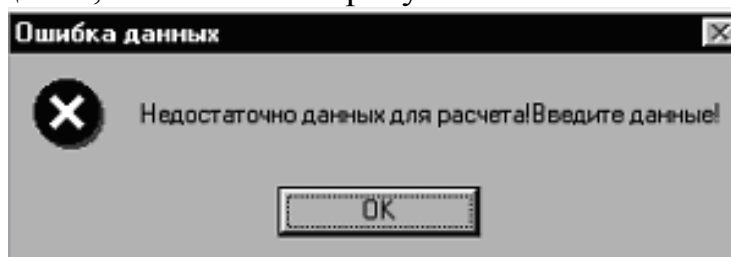 Ошибка данных
Недостаточно данных для расчета!Введите данные!
OK